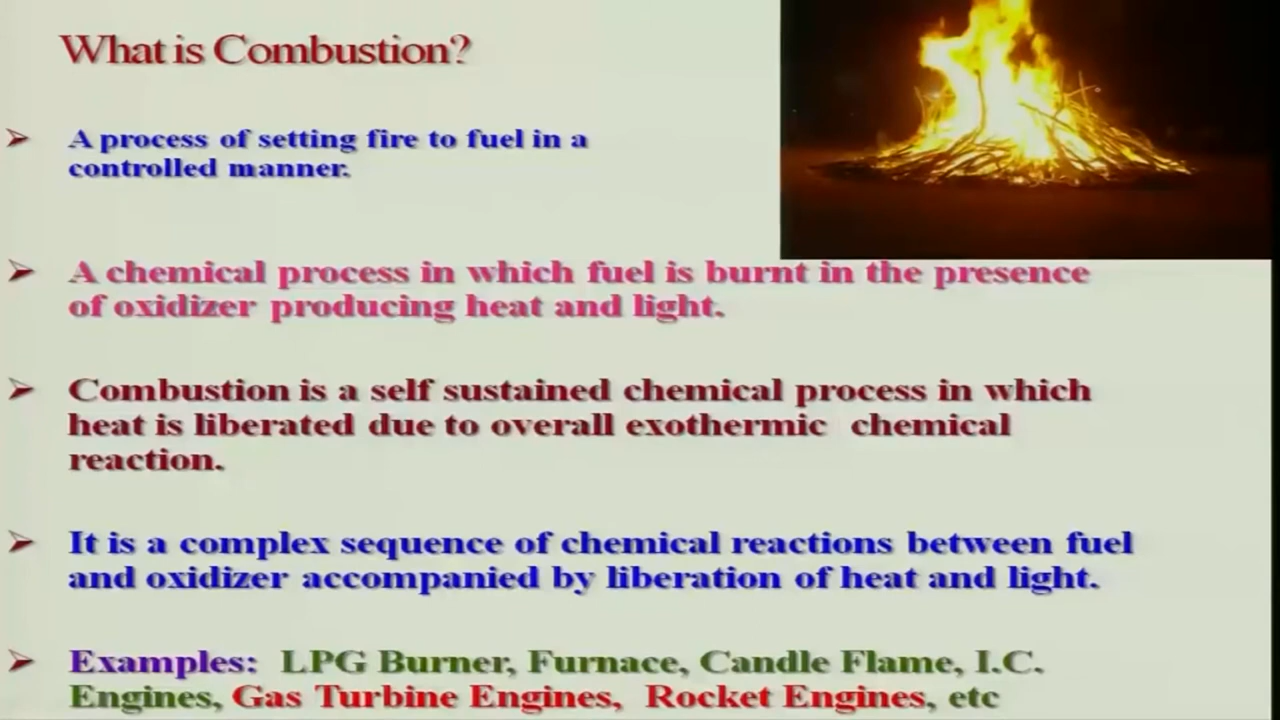 What is Combustion?
A process of setting fire to fuel in a
controlled manner.
A chemical process in which fuel is burnt in the presence
of oxidizer producing heat and light.
Combustion is a self sustained chemical process in which
heat is liberated due to overall exothermic chemical
reaction.
It is a complex sequence of chemical reactions between fuel
and oxidizer accompanied by liberation of heat and light.
Examples: LPG Burner, Furnace, Candle Flame, I.C.
Engines, Gas Turbine Engines, Rocket Engines, etc